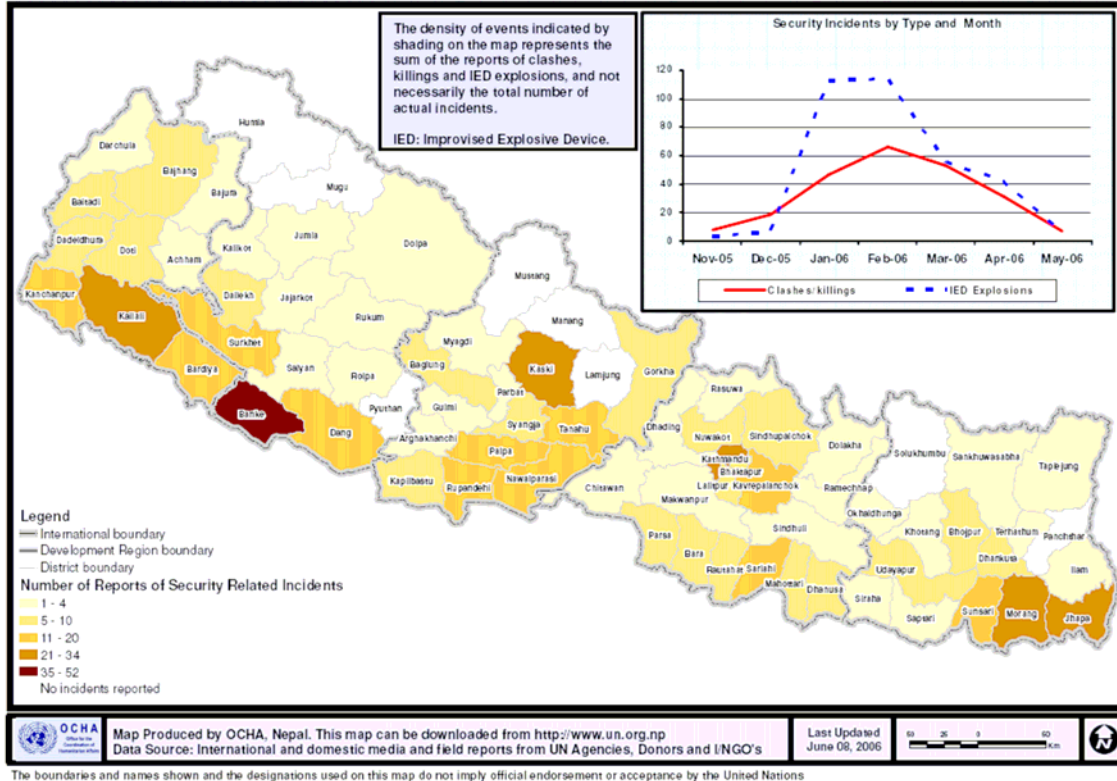 The density of events indicated by
shading on the map represents the
sum of the reports of clashes,
killings and IED explosions, and not
necessarily the total number of
actual incidents.
IED: Improvised Explosive Device.
Security Incidents by Type and Month
120
100
80
60
40
20
0
Nov-05 Dec-05 Jan-06 Feb-06 Mar-06 Apr-06 May-06
Clashes/killings IED Explosions
Humla
Darchula
Bajhang
Mugu
Bajura
Baitadi
Dolpa
Jumla
Dadeldhura
Doti
Kalikot
Achham
Mustang
Kanchanpur
Dailekh
Jajarkot
Kailali
Rukum
Manang
Surkhet
Myagdi
Bardiya
Salyan
Rolpa
Baglung
Kaski
Lamjung
Gorkha
Parbat
Rasuwa
Banke
Pyuthan
Gulmi
Dang
Syangja
Tanahu
Dhading
Arghakhanchi
Nuwakot
Sindhupalchok
Dolakha
Palpa
Kathmandu
Bhaktapur
Solukhumbu
Sankhuwasabha
Taplejung
Kapilbastu
Rupandehi
Nawalparasi
Chitawan
Lalitpur
Kavrepalanchok
Ramechhap
Makwanpur
Okhaldhunga
Sindhuli
Khotang
Bhojpur
Terhathum
Panchthar
Parsa
Bara
Rautahat
Sarlahi
Mahottari
Dhanusa
Udayapur
Dhankuta
Ilam
Siraha
Saptari
Sunsari
Morang
Jhapa
Legend
International boundary
Development Region boundary
District boundary
Number of Reports of Security Related Incidents
1 - 4
5 - 10
11 - 20
21 - 34
35 - 52
No incidents reported
OCHA
Map Produced by OCHA, Nepal. This map can be downloaded from http://www.un.org.np
Data Source: International and domestic media and field reports from UN Agencies, Donors and I/NGO's
Last Updated
June 08, 2006
Km
The boundaries and names shown and the designations used on this map do not imply official endorsement or acceptance by the United Nations